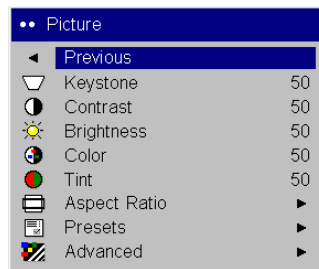 Picture
Previous
Keystone 50
Contrast 50
Brightness 50
Color 50
Tint 50
Aspect Ratio
Presets
Advanced